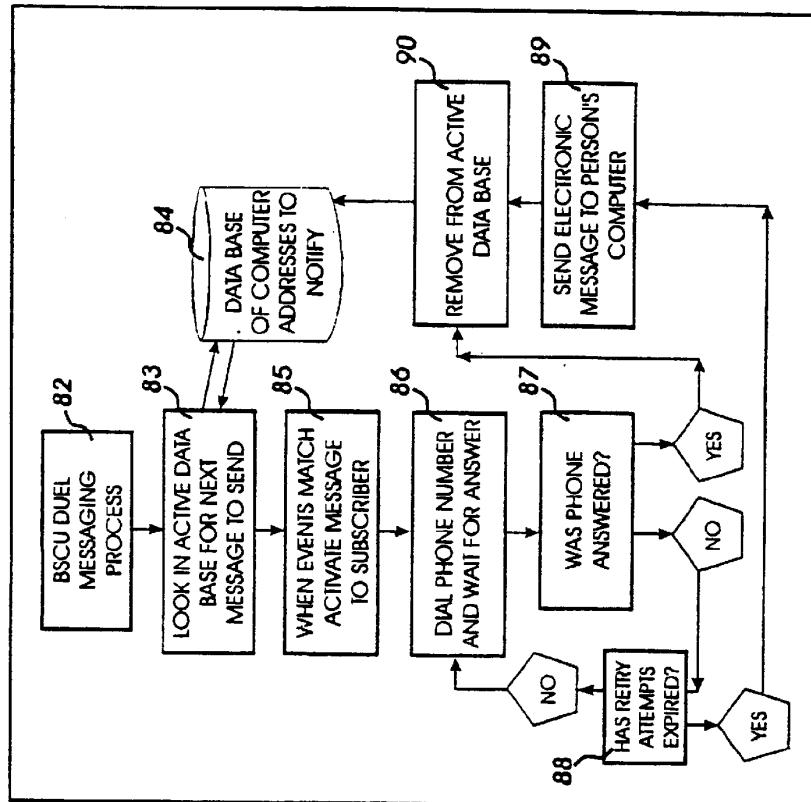 82
BSCU DUEL
MESSAGING
PROCESS
83
LOOK IN ACTIVE DATA
BASE FOR NEXT
MESSAGE TO SEND
84
DATA BASE
OF COMPUTER
ADDRESSES TO
NOTIFY
85
WHEN EVENTS MATCH
ACTIVATE MESSAGE
TO SUBSCRIBER
86
DIAL PHONE NUMBER
AND WAIT FOR ANSWER
87
WAS PHONE
ANSWERED?
NO
YES
88
HAS RETRY
ATTEMPTS
EXPIRED?
NO
YES
89
SEND ELECTRONIC
MESSAGE TO PERSON'S
COMPUTER
90
REMOVE FROM ACTIVE
DATA BASE